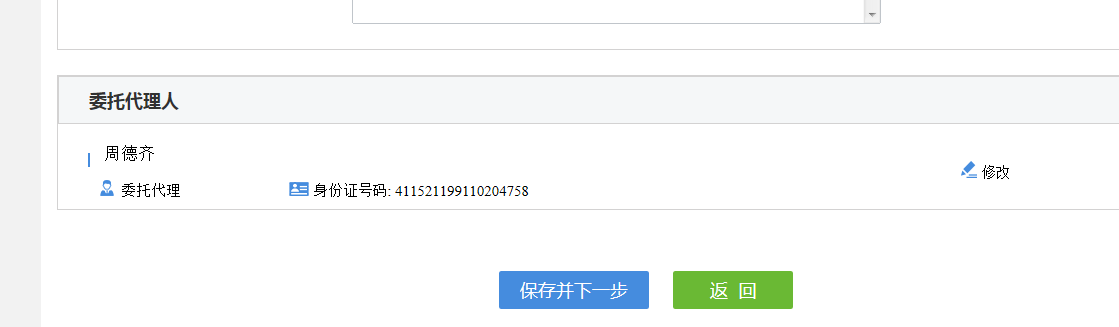 委托代理人
周德齐
修改
委托代理 身份证号码: 411521199110204758
保存并下一步 返 回